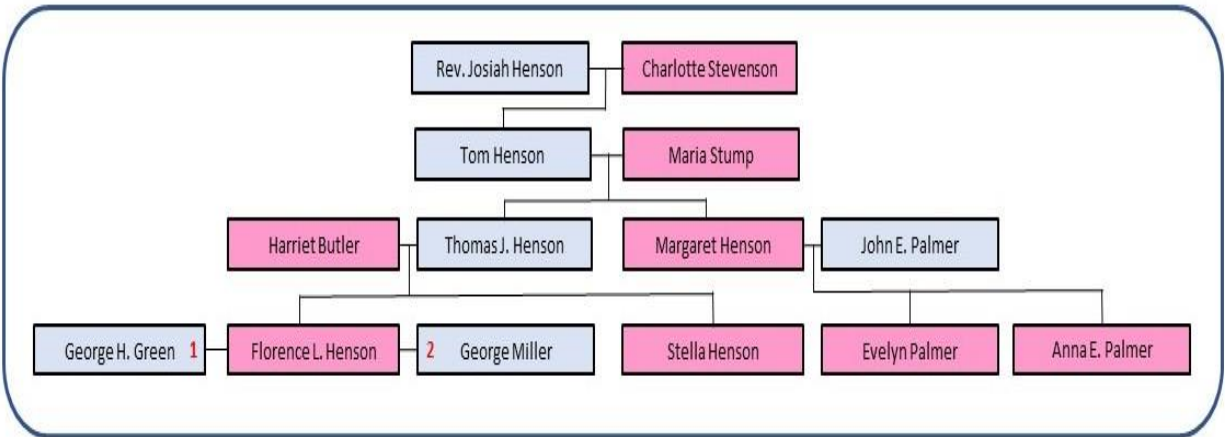 Rev. Josiah Henson
Charlotte Stevenson
Tom Henson
Maria Stump
Harriet Butler
Thomas J. Henson
Margaret Henson
John E. Palmer
George H. Green 1
Florence L. Henson
2 George Miller
Stella Henson
Evelyn Palmer
Anna E. Palmer